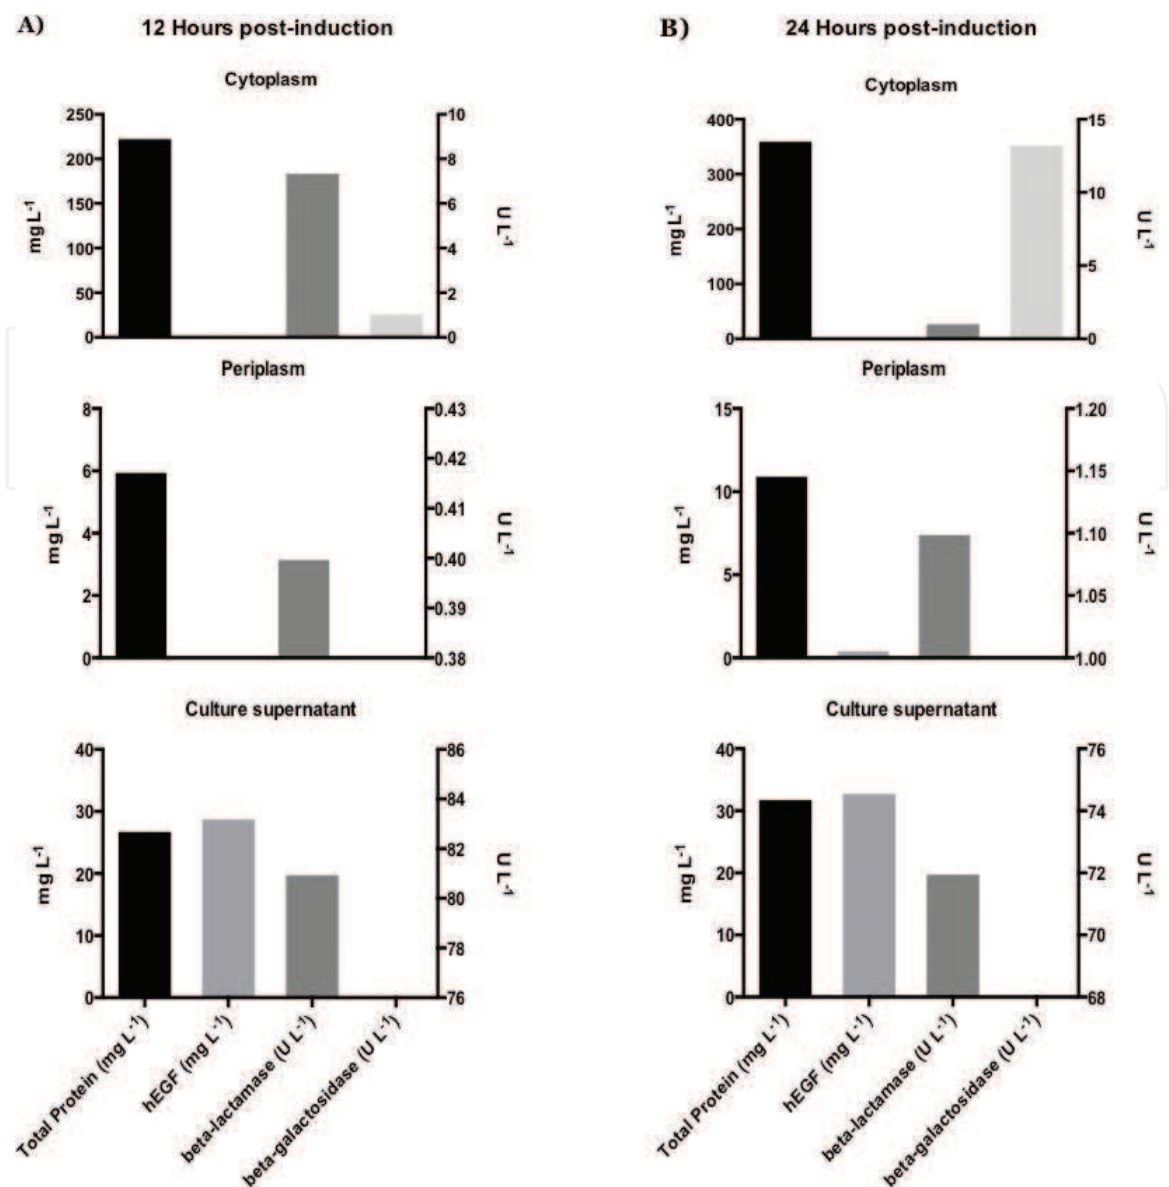 A) 12 Hours post-induction
Cytoplasm
250
200
150
100
50
0
mg L⁻¹
10
8
6
4
2
0
U L⁻¹
Periplasm
8
6
4
2
0
mg L⁻¹
0.43
0.42
0.41
0.40
0.39
0.38
U L⁻¹
Culture supernatant
40
30
20
10
0
mg L⁻¹
86
84
82
80
78
76
U L⁻¹
Total Protein (mg L⁻¹)
hEGF (mg L⁻¹)
beta-lactamase (U L⁻¹)
beta-galactosidase (U L⁻¹)
B) 24 Hours post-induction
Cytoplasm
400
300
200
100
0
mg L⁻¹
15
10
5
0
U L⁻¹
Periplasm
15
10
5
0
mg L⁻¹
1.20
1.15
1.10
1.05
1.00
U L⁻¹
Culture supernatant
40
30
20
10
0
mg L⁻¹
76
74
72
70
68
U L⁻¹
Total Protein (mg L⁻¹)
hEGF (mg L⁻¹)
beta-lactamase (U L⁻¹)
beta-galactosidase (U L⁻¹)